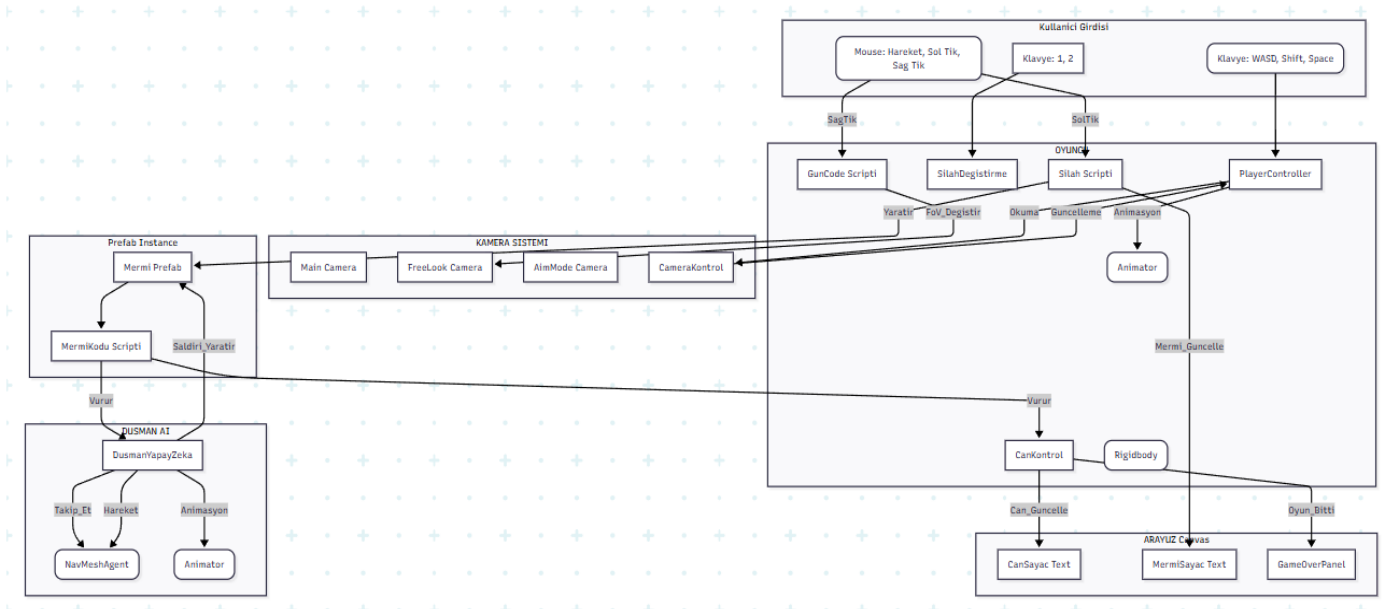 Kullanici Girdisi
Mouse: Hareket, Sol Tik,
Sag Tik
Klavye: 1, 2
Klavye: WASD, Shift, Space
SagTik
SolTik
GunCode Scripti
SilahDegistirme
Silah Scripti
PlayerController
Yaratir
FoV_Degistir
Okuma
Guncelleme
Animasyon
Prefab Instance
KAMERA SISTEMI
Mermi Prefab
Main Camera
FreeLook Camera
AimMode Camera
CameraKontrol
Animator
MermiKodu Scripti
Saldiri_Yaratir
Mermi_Guncelle
Vurur
Vurur
DUSMAN AI
DusmanYapayZeka
CanKontrol
Rigidbody
Takip_Et
Hareket
Animasyon
Can_Guncelle
Oyun_Bitti
ARAYUZ Canvas
NavMeshAgent
Animator
CanSayac Text
MermiSayac Text
GameOverPanel